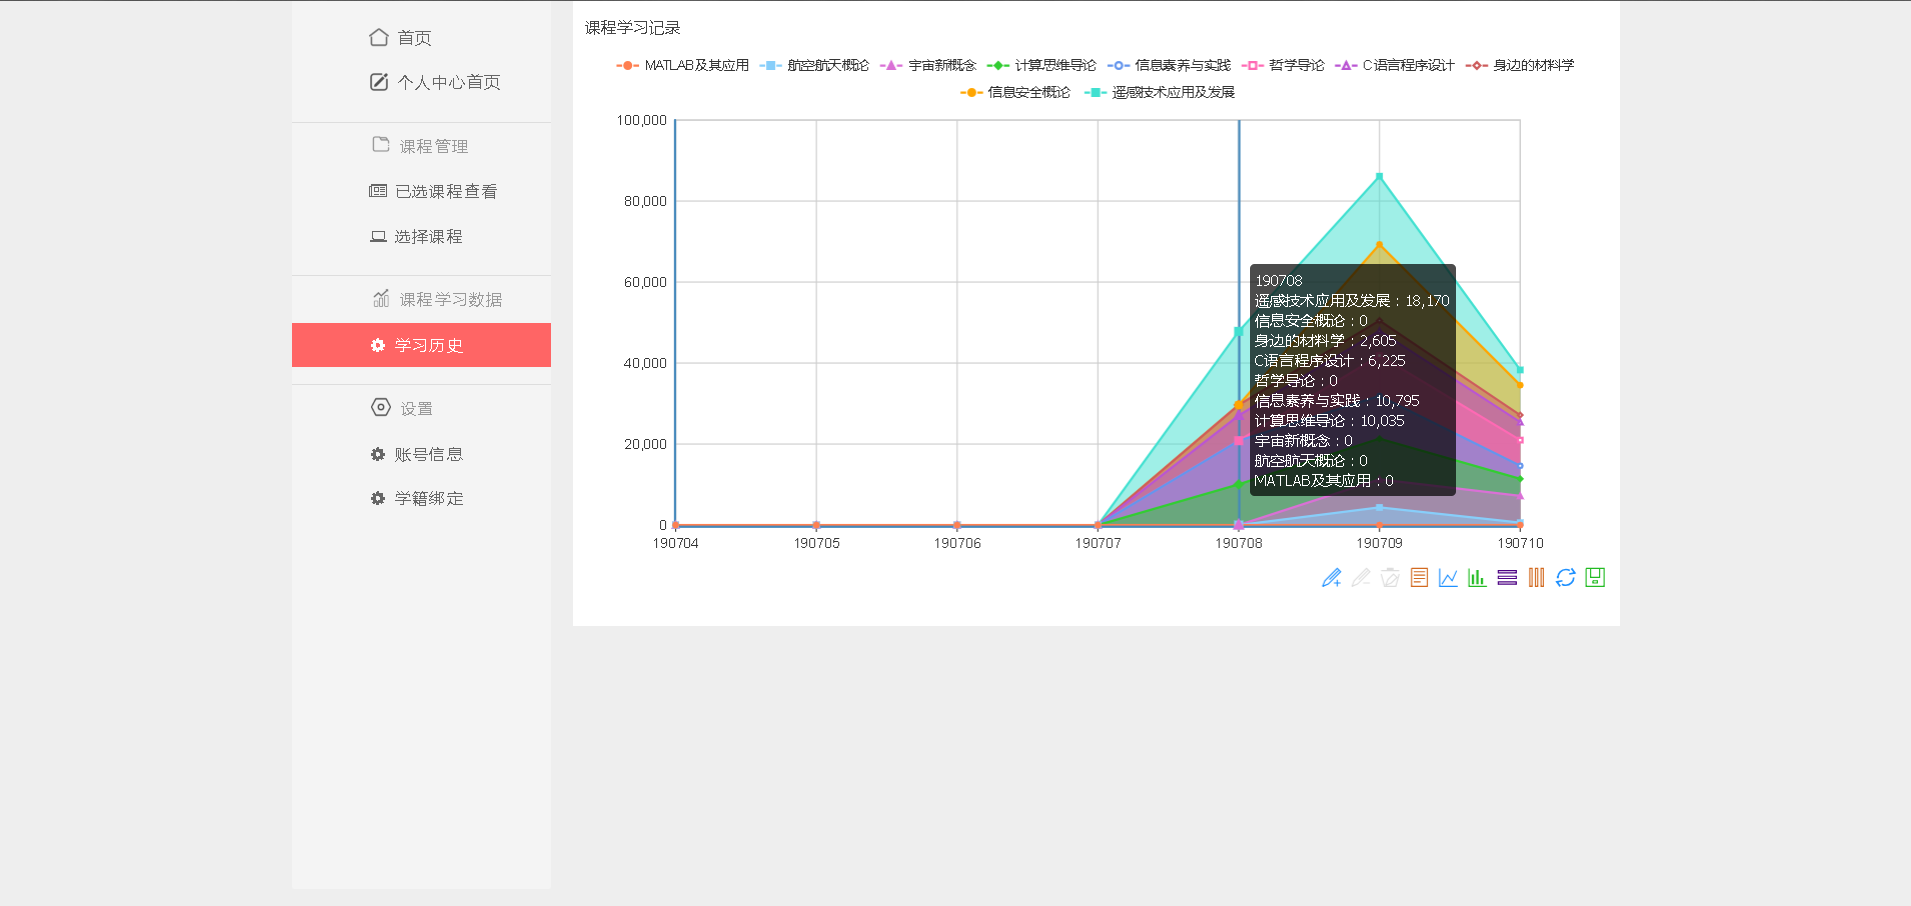 首页
个人中心首页
课程管理
已选课程查看
选择课程
课程学习数据
学习历史
设置
账号信息
学籍绑定
课程学习记录
MATLAB及其应用 航空航天概论 宇宙新概念 计算思维导论 信息素养与实践 哲学导论 C语言程序设计 身边的材料学
信息安全概论 遥感技术应用及发展
100,000
80,000
60,000
40,000
20,000
0
190708
遥感技术应用及发展：18,170
信息安全概论：0
身边的材料学：2,605
C语言程序设计：6,225
哲学导论：0
信息素养与实践：10,795
计算思维导论：10,035
宇宙新概念：0
航空航天概论：0
MATLAB及其应用：0
190704 190705 190706 190707 190708 190709 190710